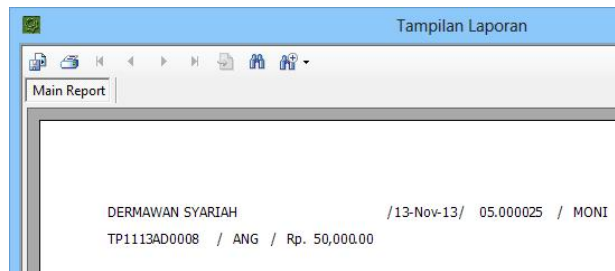 Tampilan Laporan
Main Report
DERMAWAN SYARIAH /13-Nov-13/ 05.000025 / MONI
TP1113AD0008 / ANG / Rp. 50,000.00